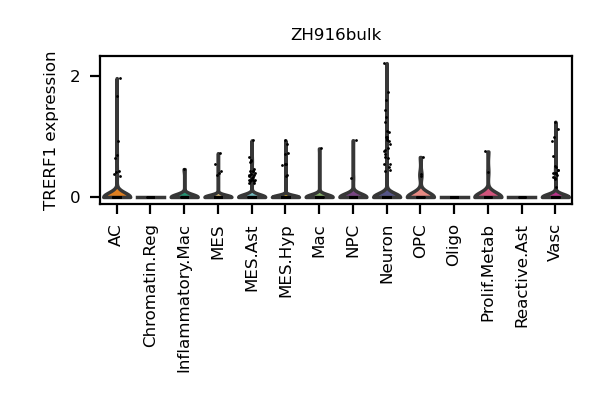 ZH916bulk
TRERF1 expression
2
0
AC
Chromatin.Reg
Inflammatory.Mac
MES
MES.Ast
MES.Hyp
Mac
NPC
Neuron
OPC
Oligo
Prolif.Metab
Reactive.Ast
Vasc